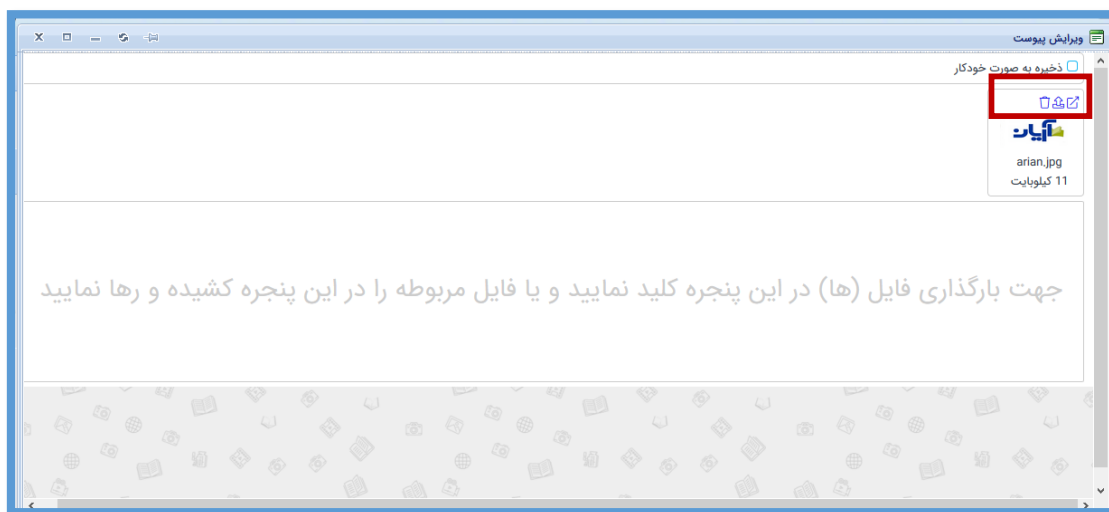 ویرایش پیوست
ذخیره به صورت خودکار
آریان
arian.jpg
11 کیلوبایت
جهت بارگذاری فایل (ها) در این پنجره کلید نمایید و یا فایل مربوطه را در این پنجره کشیده و رها نمایید